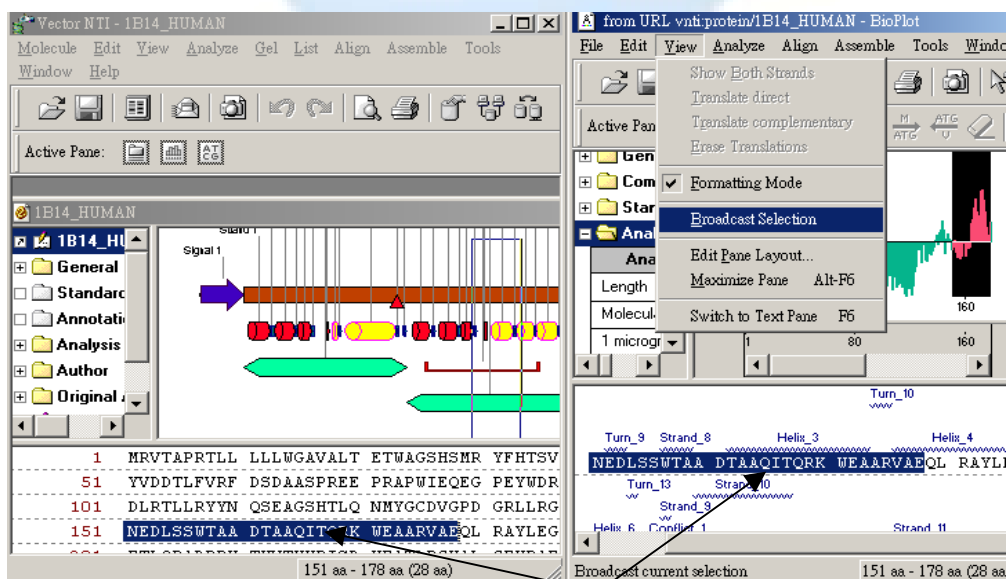 Vector NTI - 1B14_HUMAN
Molecule Edit View Analyze Gel List Align Assemble Tools
Window Help
Active Pane:
1B14_HUMAN
1B14_HU
General
Standard
Annotati
Analysis
Author
Original
Signal 1
1 MRVTAPRTLL LLLWGAVALT ETWAGSHSMR YFHTSV
51 YVDDTLFVRF DSDAASPREE PRAPWIEQEG PEYWDR
101 DLRTLLRYYN QSEAGSHTLQ NMYGCDVGPD GRLLRG
151 NEDLSSWTAA DTAAQITQRK WEAARVAEQL RAYLEG
151 aa - 178 aa (28 aa)
from URL vnti:protein/1B14_HUMAN - BioPlot
File Edit View Analyze Align Assemble Tools Windo
Show Both Strands
Translate direct
Active Pan
Translate complementary
M ATG
ATG V
Erase Translations
Gen
Com
Formatting Mode
Star
Broadcast Selection
Anal
Ana
Edit Pane Layout...
Length
Maximize Pane Alt-F6
Molecul
160
Switch to Text Pane F6
1 microgr
1 80 160
Turn_10
Turn_9 Strand_8 Helix_3 Helix_4
NEDLSSWTAA DTAAQITQRK WEAARVAEQL RAYLE
Turn_13 Strand_10
Strand_9
Helix_6 Conflict_1 Strand_11
Broadcast current selection 151 aa - 178 aa (28 aa